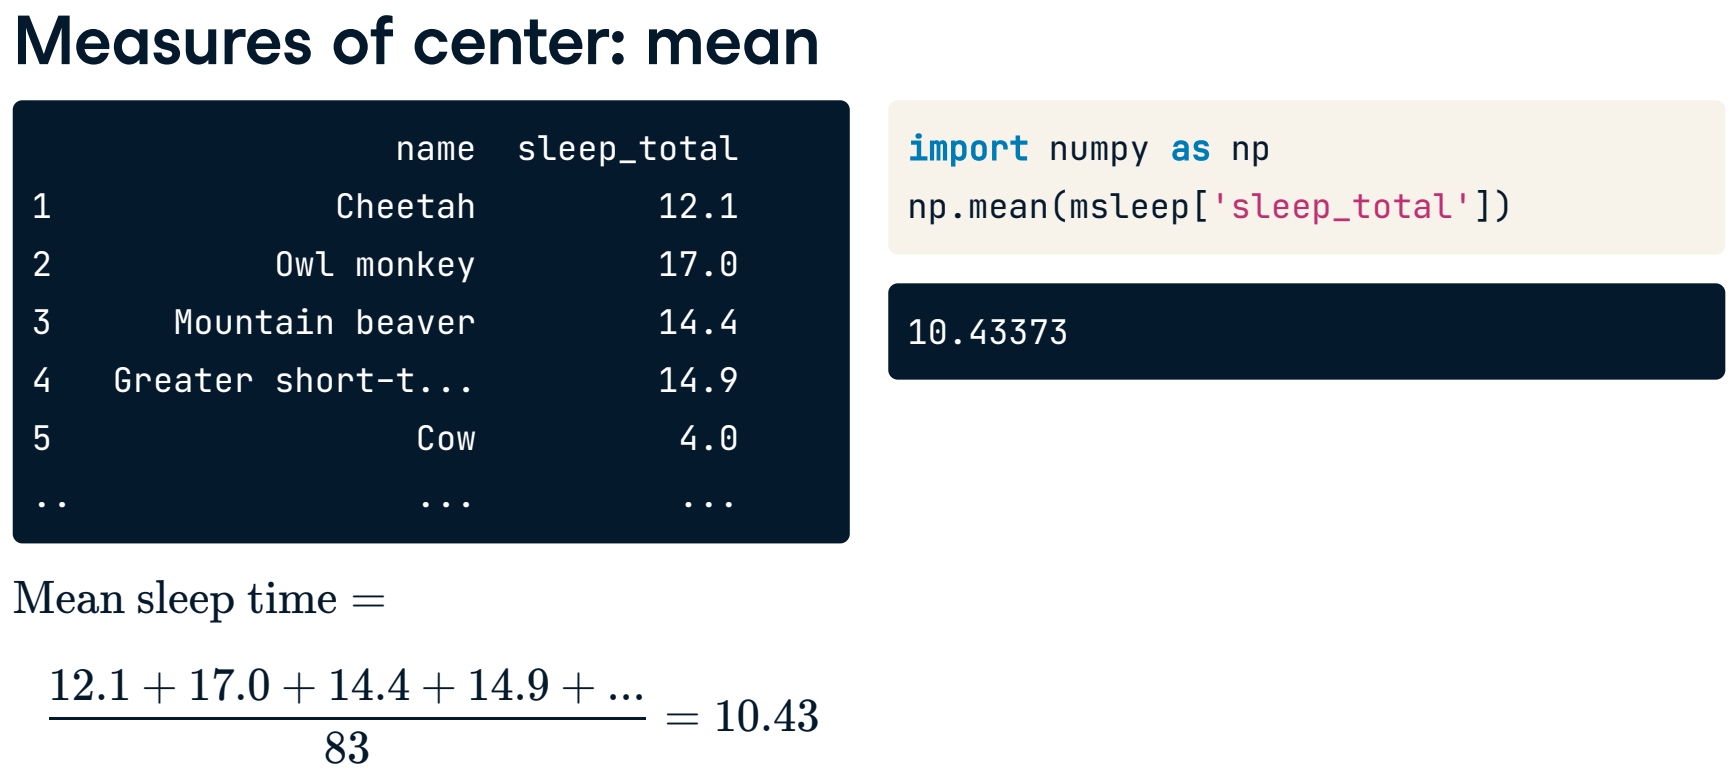 Measures of center: mean
name sleep_total
1 Cheetah 12.1
2 Owl monkey 17.0
3 Mountain beaver 14.4
4 Greater short-t... 14.9
5 Cow 4.0
.. ... ...
Mean sleep time =
12.1 + 17.0 + 14.4 + 14.9 + ...
83
= 10.43
import numpy as np
np.mean(msleep['sleep_total'])
10.43373